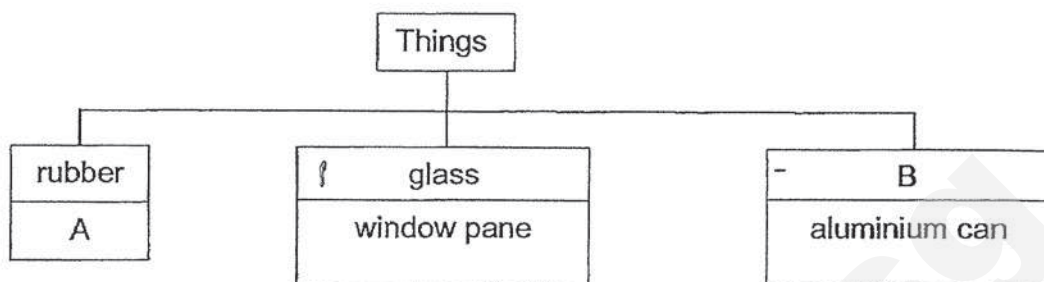 Things
rubber
A
glass
window pane
B
aluminium can